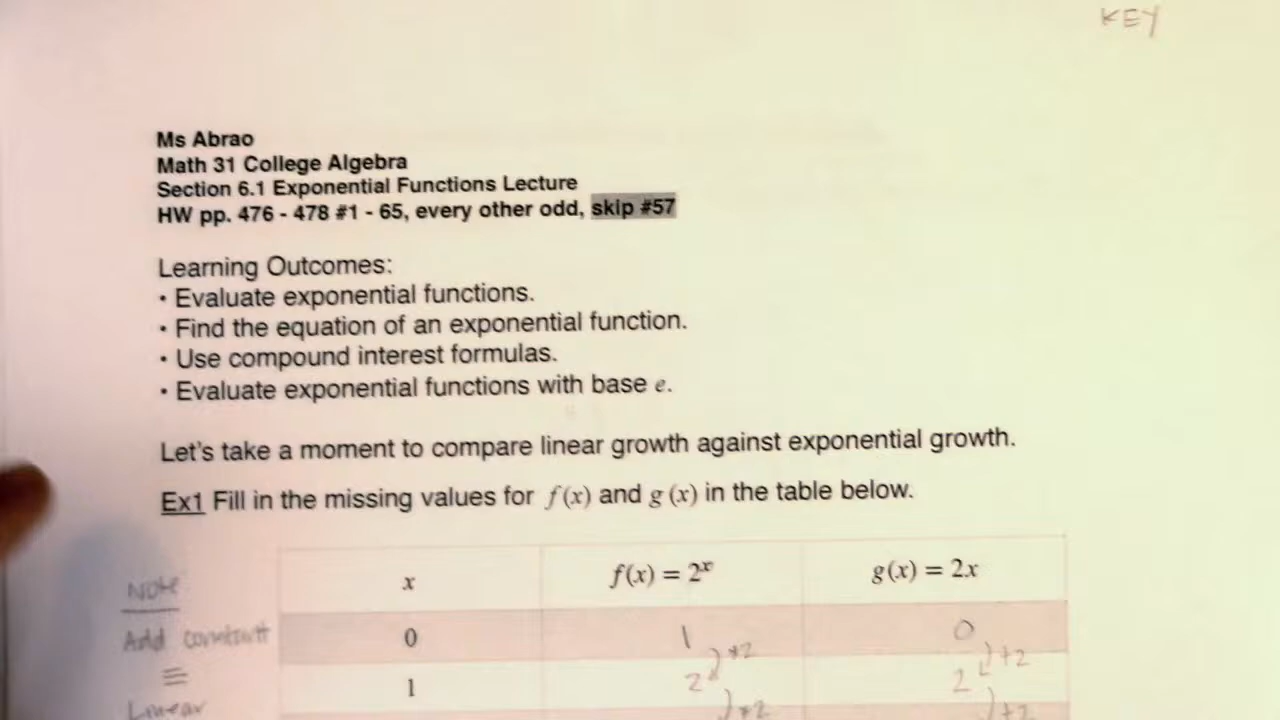 KEY
Ms Abrao
Math 31 College Algebra
Section 6.1 Exponential Functions Lecture
HW pp. 476 - 478 #1 - 65, every other odd, skip #57
Learning Outcomes:
• Evaluate exponential functions.
• Find the equation of an exponential function.
• Use compound interest formulas.
• Evaluate exponential functions with base e.
Let's take a moment to compare linear growth against exponential growth.
Ex1 Fill in the missing values for f(x) and g(x) in the table below.
Note
x f(x) = 2ˣ g(x) = 2x
Add constant 0 1 0
≡ *2 +2
1 2 2
Linear *2 +2